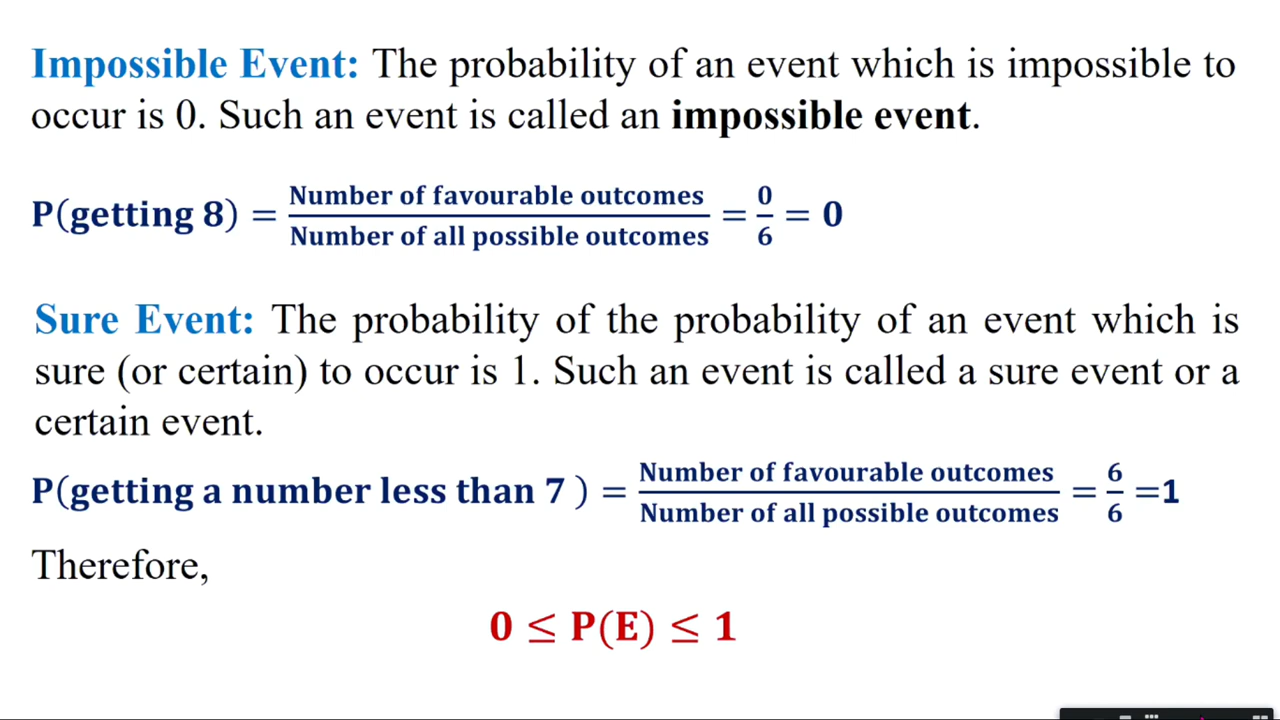 Impossible Event: The probability of an event which is impossible to
occur is 0. Such an event is called an impossible event.
P(getting 8) = Number of favourable outcomes / Number of all possible outcomes = 0/6 = 0
Sure Event: The probability of the probability of an event which is
sure (or certain) to occur is 1. Such an event is called a sure event or a
certain event.
P(getting a number less than 7 ) = Number of favourable outcomes / Number of all possible outcomes = 6/6 =1
Therefore,
0 ≤ P(E) ≤ 1